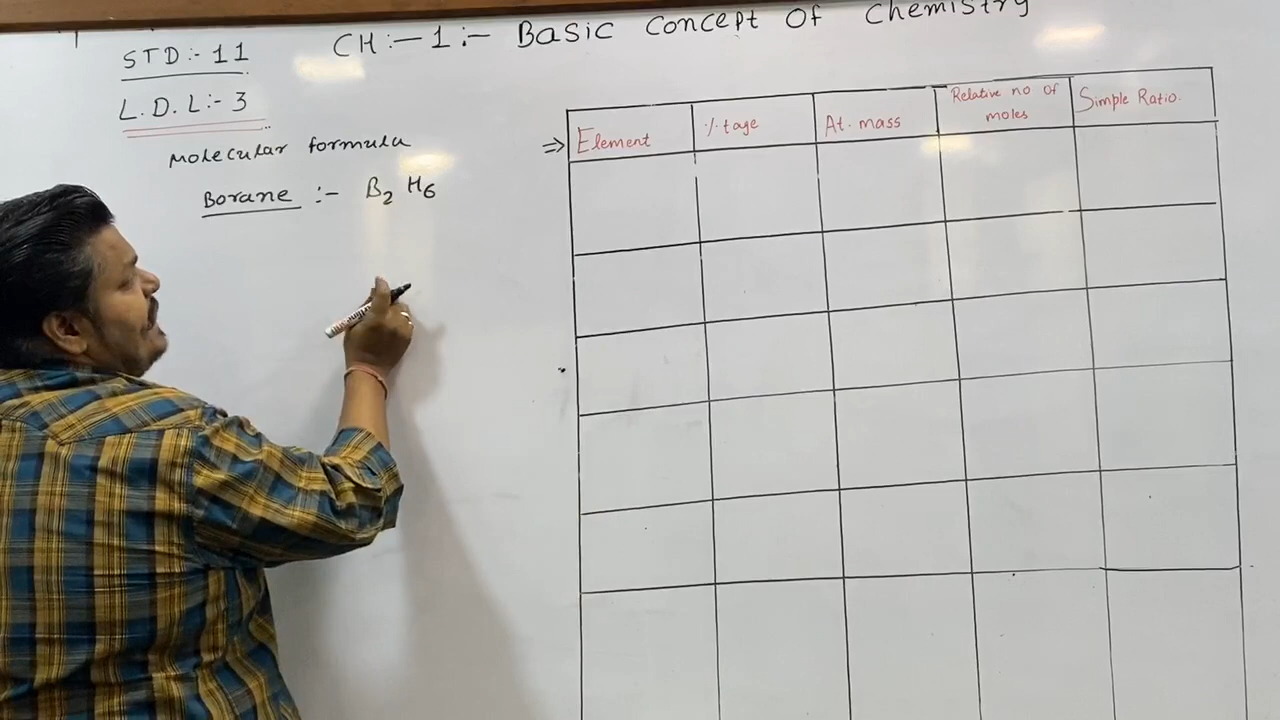 STD:- 11
CH:- 1:- Basic Concept Of Chemistry
L.D.L:- 3
Molecular formula
Borane :- B₂ H₆
⇒ Element %tage At. mass Relative no of moles Simple Ratio.